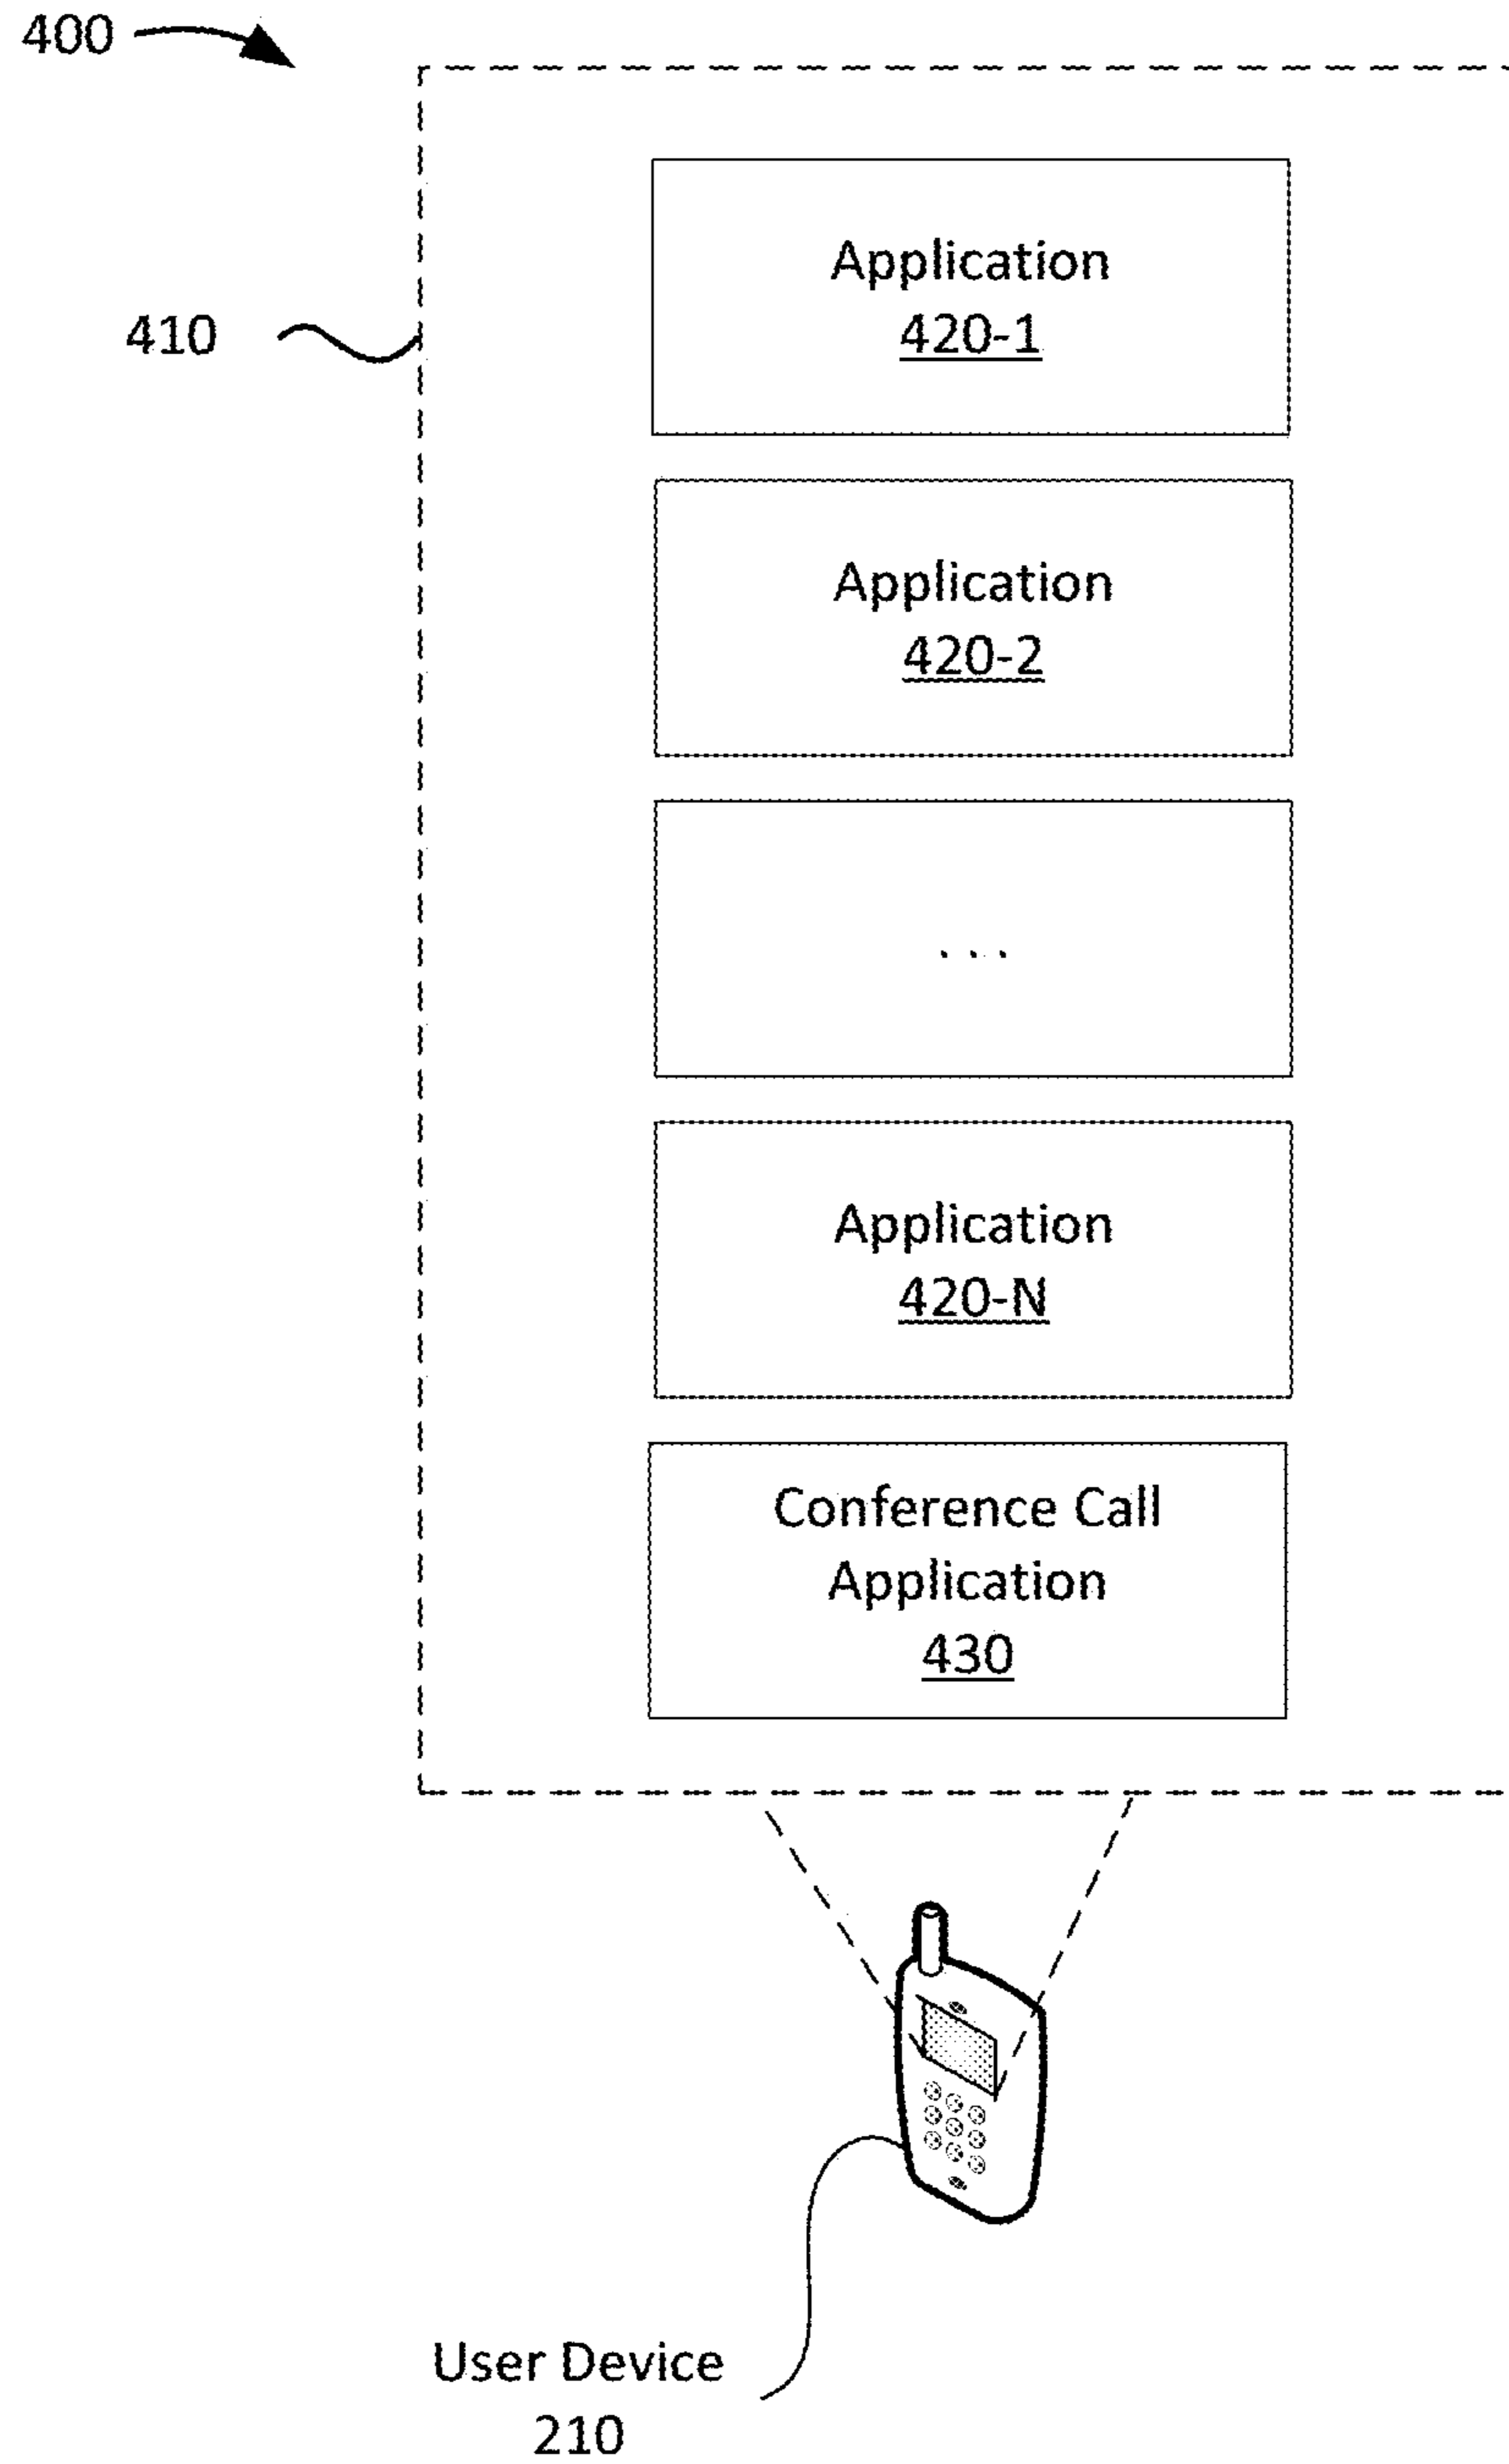 400
410
Application
420-1
Application
420-2
...
Application
420-N
Conference Call
Application
430
User Device
210